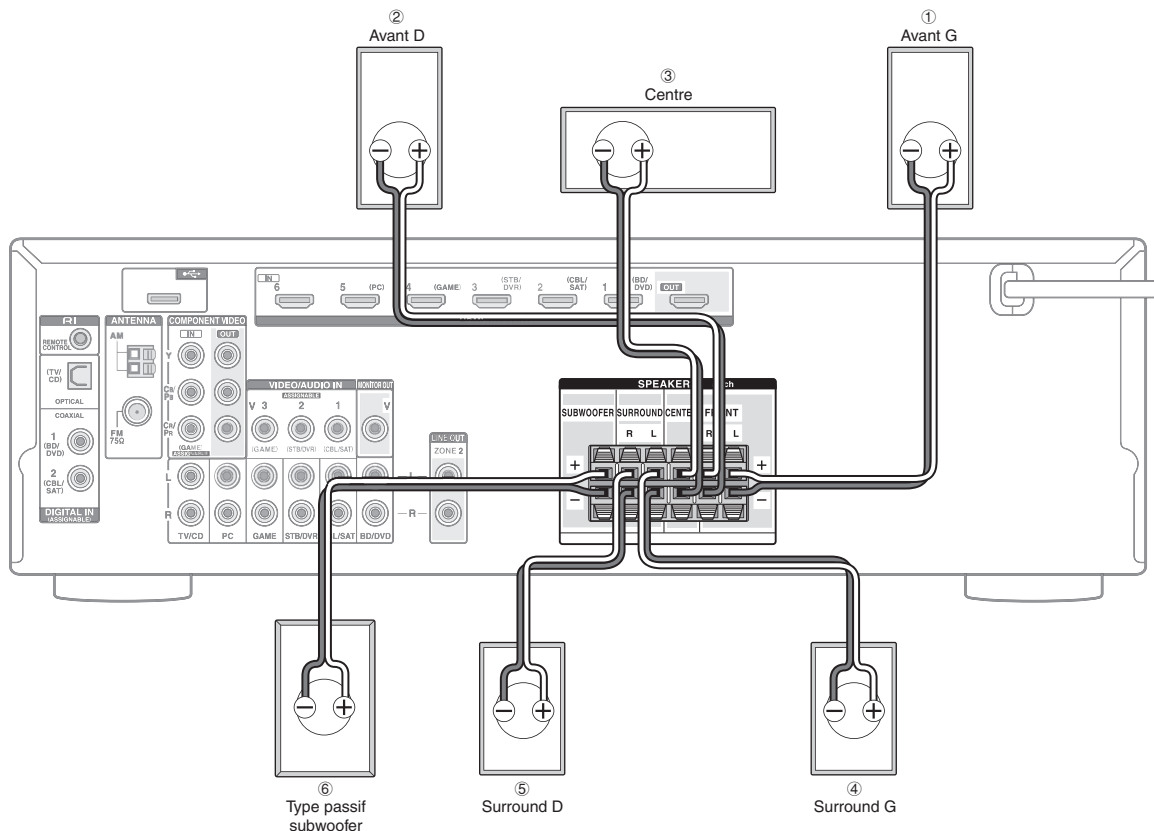 ②
Avant D
①
Avant G
③
Centre
IN
6
5
(PC)
4
(GAME)
3
(STB/
DVR)
2
(CBL/
SAT)
1
(BD/
DVD)
OUT
RI
REMOTE
CONTROL
(TV/
CD)
OPTICAL
COAXIAL
1
(BD/
DVD)
2
(CBL/
SAT)
DIGITAL IN
(ASSIGNABLE)
ANTENNA
AM
FM
75Ω
COMPONENT VIDEO
IN
OUT
Y
CB/
PB
CR/
PR
(GAME)
L
R
TV/CD
PC
GAME
STB/DVR
BD/DVD
VIDEO/AUDIO IN
ASSIGNABLE
V
3
2
1
(GAME)
(STB/DVR)
(CBL/SAT)
MONITOR OUT
V
LINE OUT
ZONE 2
R
SPEAKER
ch
SUBWOOFER
SURROUND
CENTER
R
L
R
L
+
−
+
−
⑥
Type passif
subwoofer
⑤
Surround D
④
Surround G